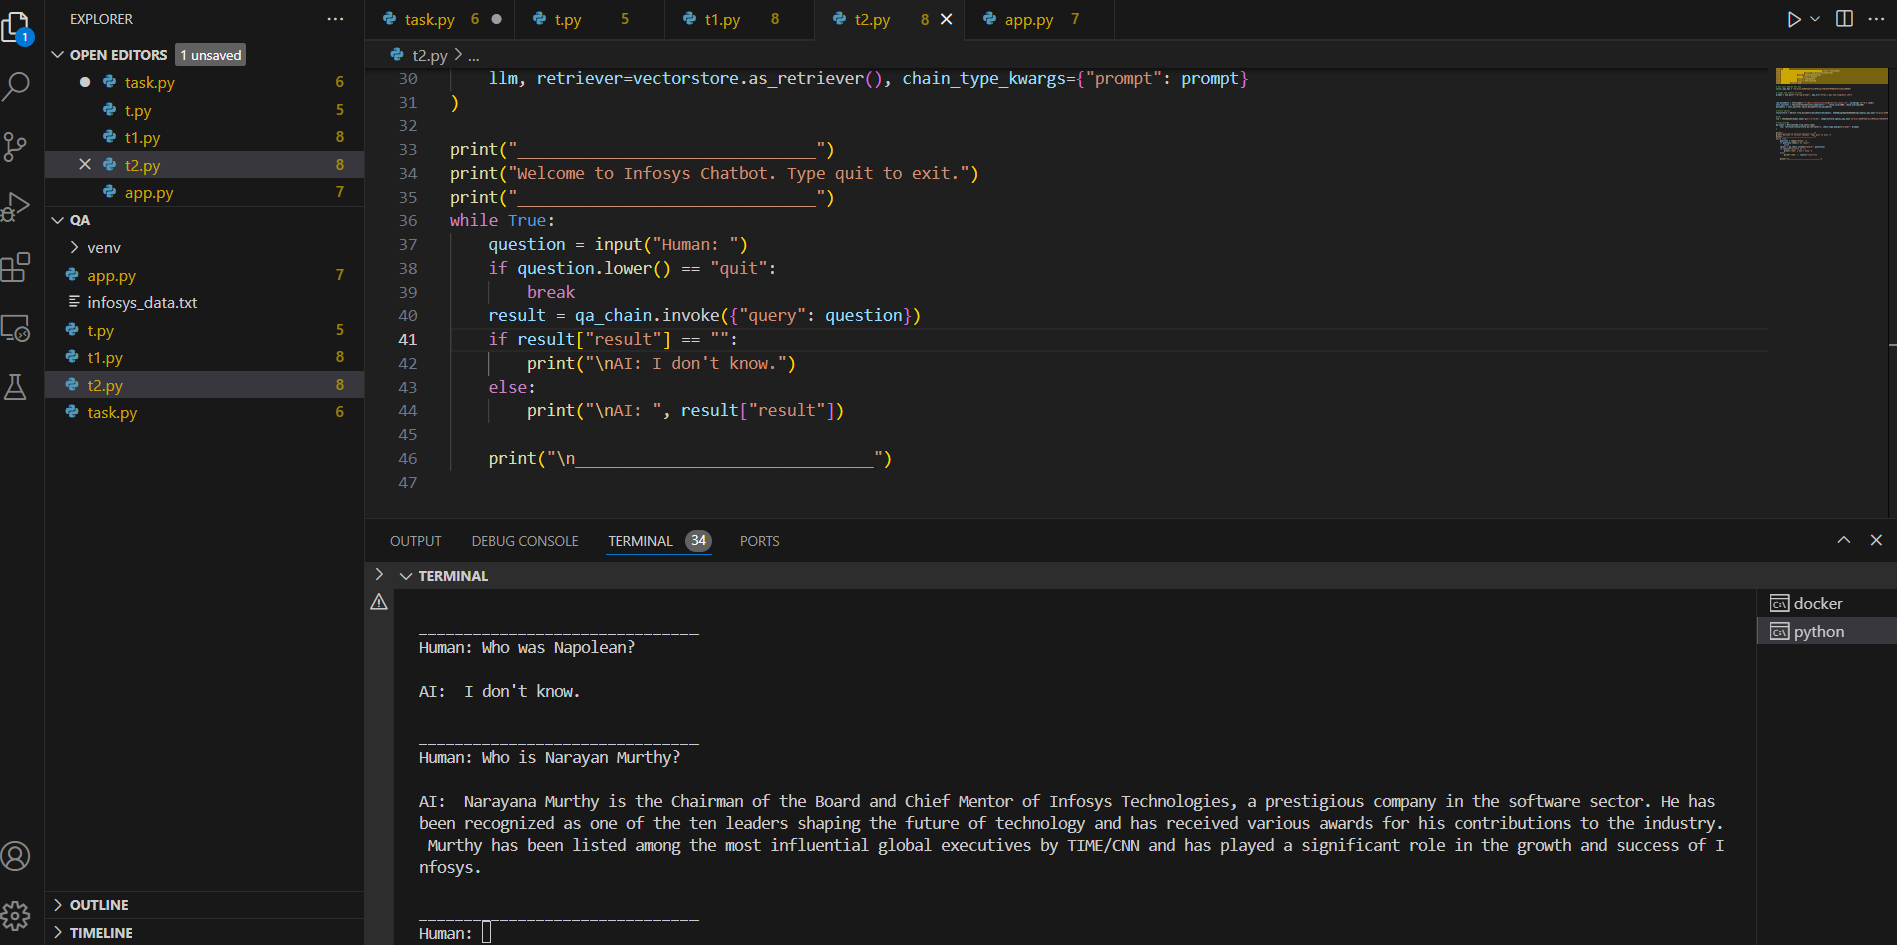 1
EXPLORER
OPEN EDITORS 1 unsaved
task.py 6
t.py 5
t1.py 8
t2.py 8
app.py 7
QA
venv
app.py 7
infosys_data.txt
t.py 5
t1.py 8
t2.py 8
task.py 6
OUTLINE
TIMELINE
task.py 6 t.py 5 t1.py 8 t2.py 8 app.py 7
t2.py > ...
30 llm, retriever=vectorstore.as_retriever(), chain_type_kwargs={"prompt": prompt}
31 )
32
33 print("_______________________________")
34 print("Welcome to Infosys Chatbot. Type quit to exit.")
35 print("_______________________________")
36 while True:
37 question = input("Human: ")
38 if question.lower() == "quit":
39 break
40 result = qa_chain.invoke({"query": question})
41 if result["result"] == "":
42 print("\nAI: I don't know.")
43 else:
44 print("\nAI: ", result["result"])
45
46 print("\n_______________________________")
47
OUTPUT DEBUG CONSOLE TERMINAL 34 PORTS
TERMINAL
_______________________________
Human: Who was Napolean?
AI:  I don't know.
_______________________________
Human: Who is Narayan Murthy?
AI:  Narayana Murthy is the Chairman of the Board and Chief Mentor of Infosys Technologies, a prestigious company in the software sector. He has
been recognized as one of the ten leaders shaping the future of technology and has received various awards for his contributions to the industry.
Murthy has been listed among the most influential global executives by TIME/CNN and has played a significant role in the growth and success of I
nfosys.
_______________________________
Human:
docker
python